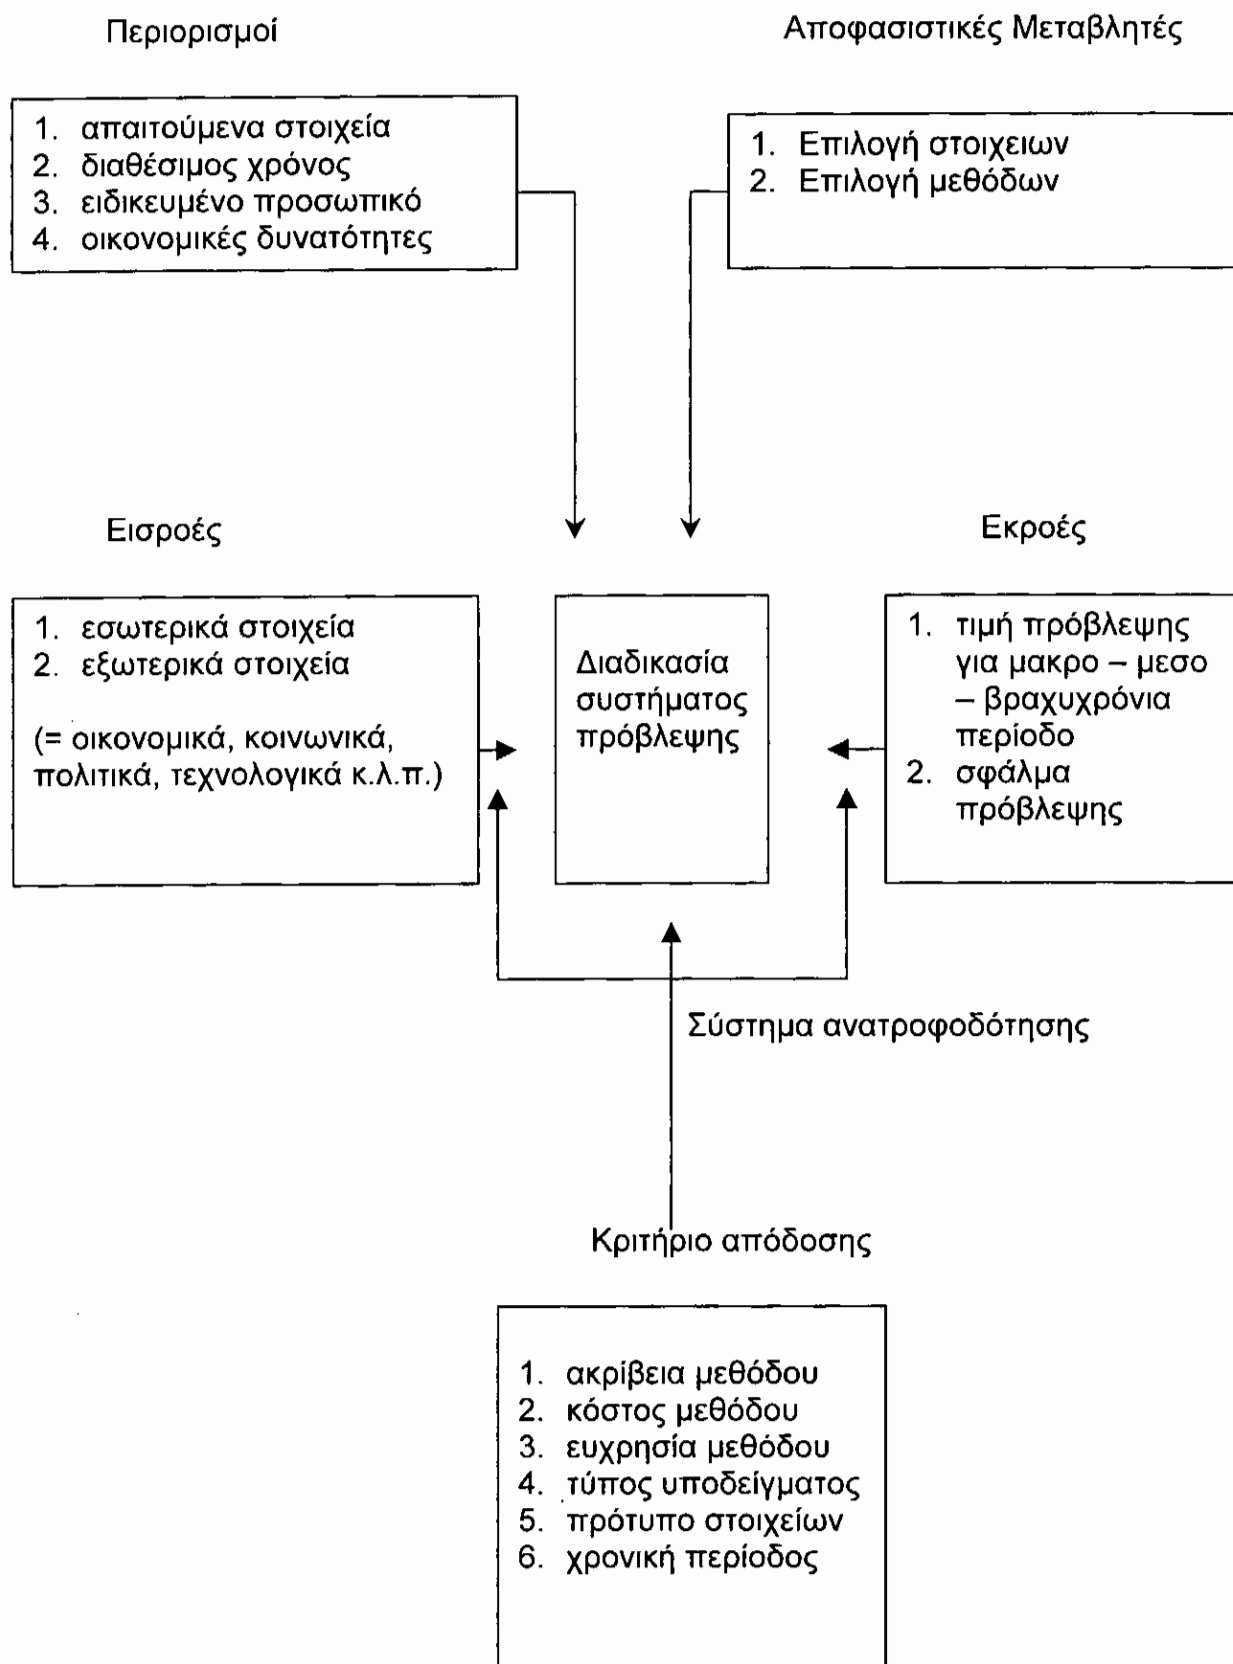 Περιορισμοί
Αποφασιστικές Μεταβλητές
1. απαιτούμενα στοιχεία
2. διαθέσιμος χρόνος
3. ειδικευμένο προσωπικό
4. οικονομικές δυνατότητες
1. Επιλογή στοιχειων
2. Επιλογή μεθόδων
Εισροές
Εκροές
1. εσωτερικά στοιχεία
2. εξωτερικά στοιχεία
(= οικονομικά, κοινωνικά,
πολιτικά, τεχνολογικά κ.λ.π.)
Διαδικασία
συστήματος
πρόβλεψης
1. τιμή πρόβλεψης
για μακρο – μεσο
– βραχυχρόνια
περίοδο
2. σφάλμα
πρόβλεψης
Σύστημα ανατροφοδότησης
Κριτήριο απόδοσης
1. ακρίβεια μεθόδου
2. κόστος μεθόδου
3. ευχρησία μεθόδου
4. τύπος υποδείγματος
5. πρότυπο στοιχείων
6. χρονική περίοδος